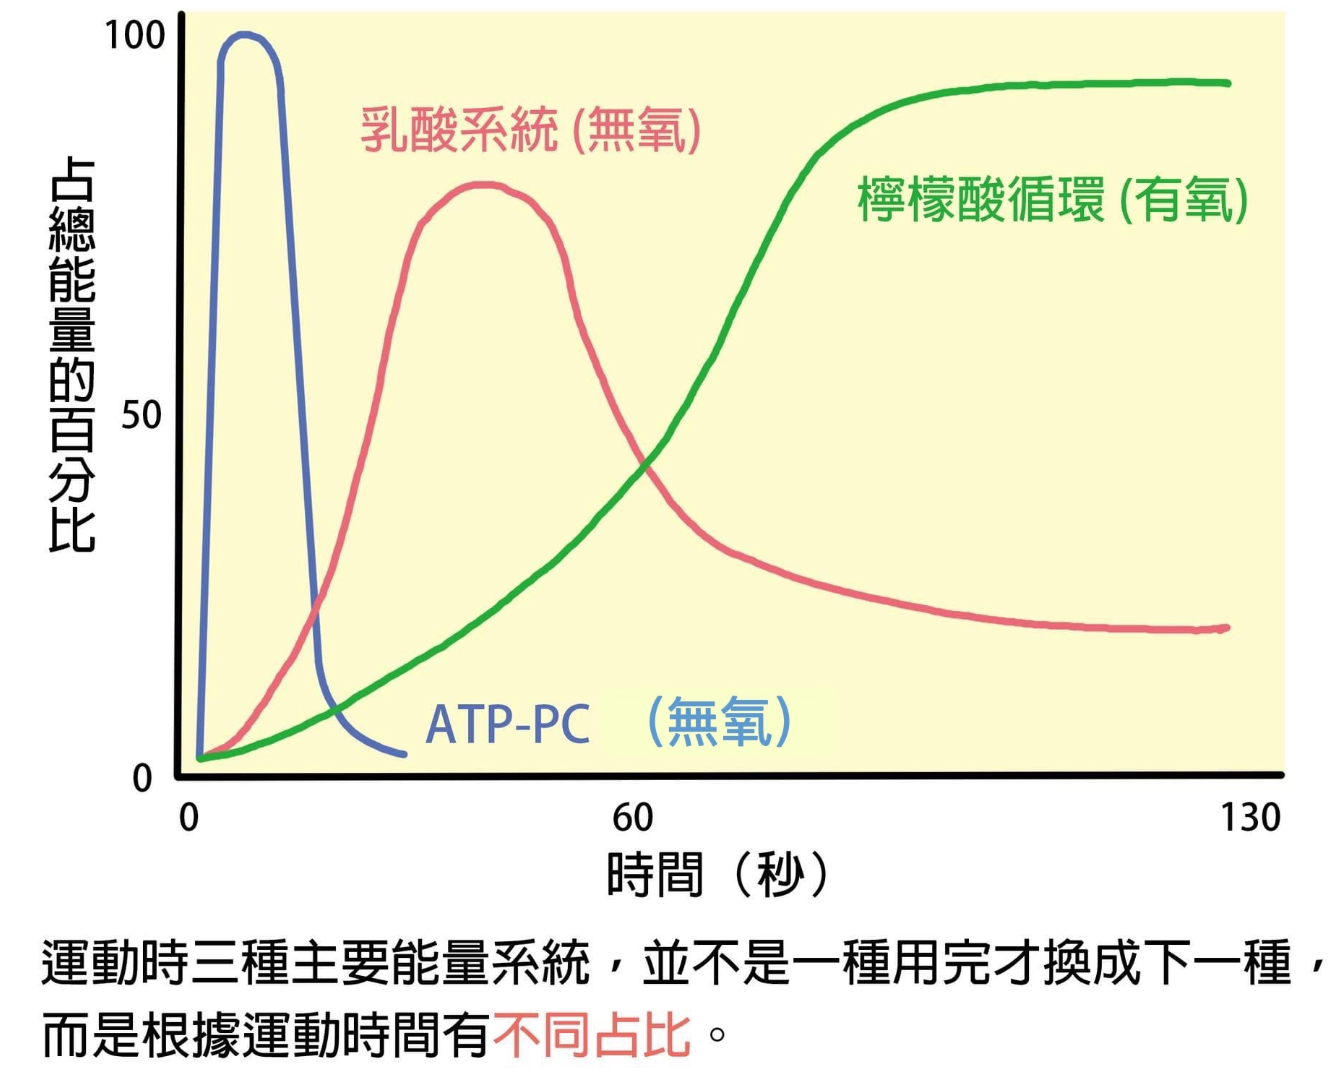 100
乳酸系統 (無氧)
檸檬酸循環 (有氧)
占總能量的百分比
50
ATP-PC (無氧)
0
0 60 130
時間（秒）
運動時三種主要能量系統，並不是一種用完才換成下一種，
而是根據運動時間有不同占比。